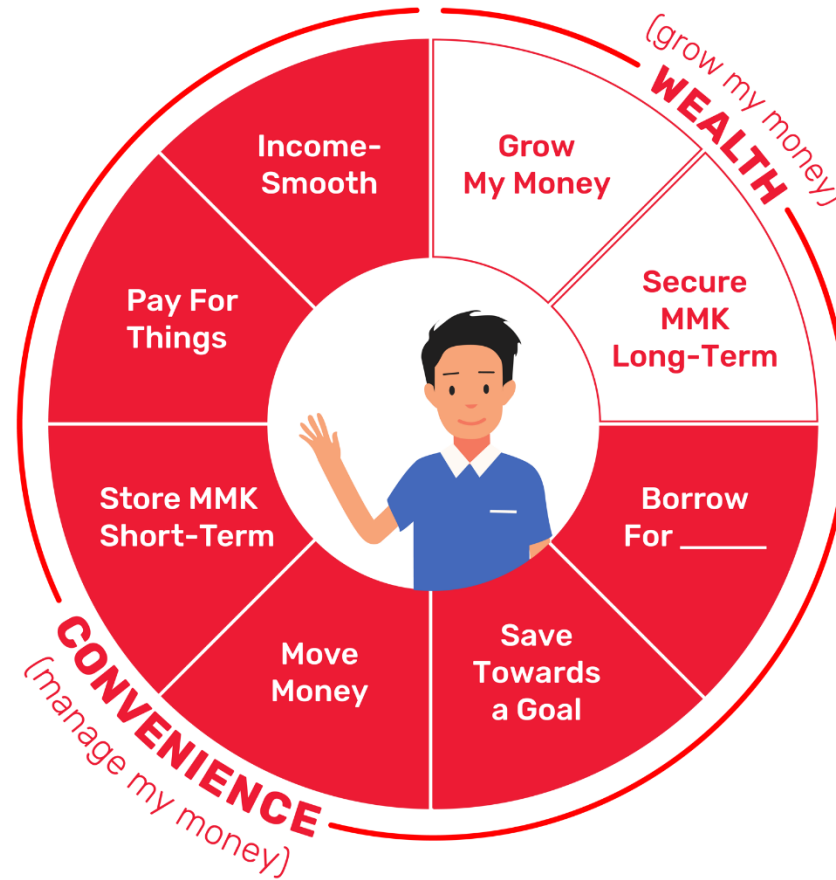 (grow my money)
WEALTH
Income-
Smooth
Grow
My Money
Pay For
Things
Secure
MMK
Long-Term
Store MMK
Short-Term
Borrow
For ______
Move
Money
Save
Towards
a Goal
CONVENIENCE
(manage my money)